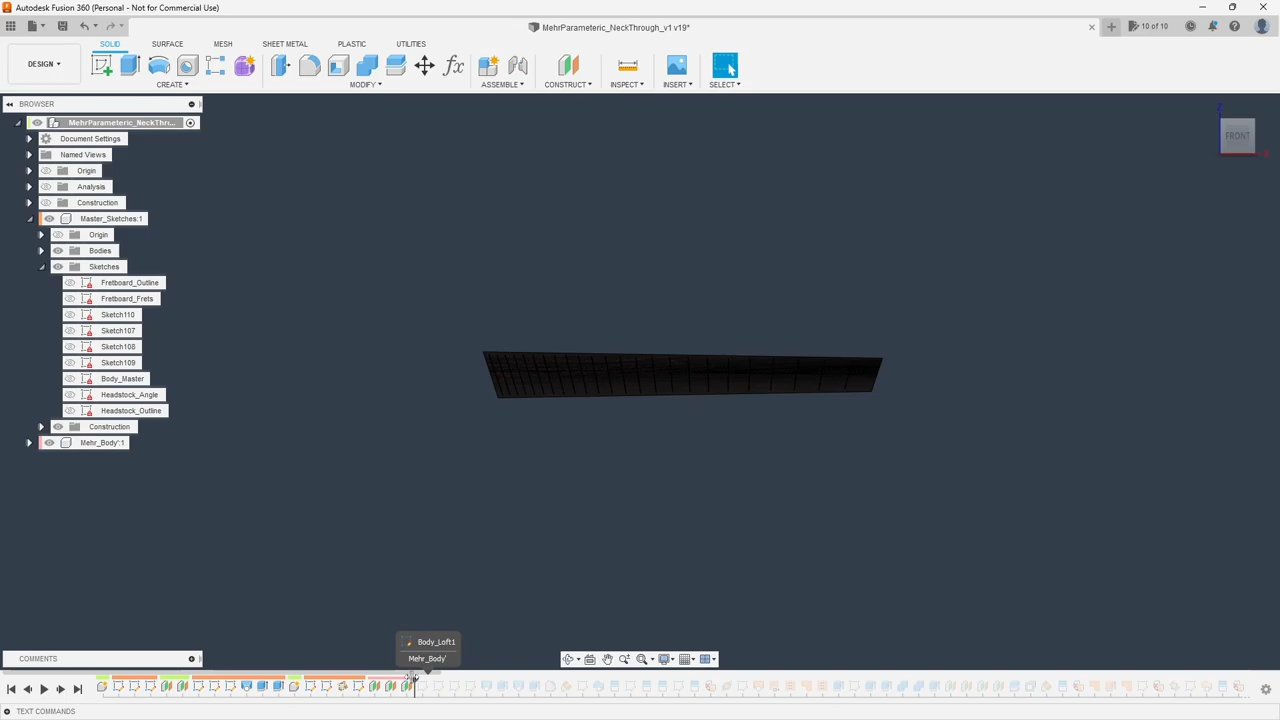 Autodesk Fusion 360 (Personal - Not for Commercial Use)
MehrParameteric_NeckThrough_v1 v19*
10 of 10
DESIGN
SOLID
SURFACE
MESH
SHEET METAL
PLASTIC
UTILITIES
CREATE
MODIFY
ASSEMBLE
CONSTRUCT
INSPECT
INSERT
SELECT
BROWSER
MehrParameteric_NeckThru...
Document Settings
Named Views
Origin
Analysis
Construction
Master_Sketches:1
Origin
Bodies
Sketches
Fretboard_Outline
Fretboard_Frets
Sketch110
Sketch107
Sketch108
Sketch109
Body_Master
Headstock_Angle
Headstock_Outline
Construction
Mehr_Body':1
Z
FRONT
X
Body_Loft1
Mehr_Body'
COMMENTS
TEXT COMMANDS